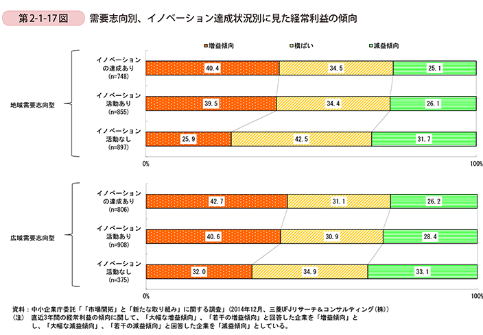 第2-1-17図 需要志向別、イノベーション達成状況別に見た経常利益の傾向
増益傾向 横ばい 減益傾向
地域需要志向型
イノベーション
の達成あり
(n=748)
40.4 34.5 25.1
イノベーション
活動あり
(n=855)
39.5 34.4 26.1
イノベーション
活動なし
(n=897)
25.9 42.5 31.7
0% 100%
広域需要志向型
イノベーション
の達成あり
(n=806)
42.7 31.1 26.2
イノベーション
活動あり
(n=908)
40.6 30.9 28.4
イノベーション
活動なし
(n=375)
32.0 34.9 33.1
0% 100%
資料：中小企業庁委託「「市場開拓」と「新たな取り組み」に関する調査」（2014年12月、三菱UFJリサーチ＆コンサルティング（株））
（注） 直近3年間の経常利益の傾向に関して、「大幅な増益傾向」、「若干の増益傾向」と回答した企業を「増益傾向」と
し、「大幅な減益傾向」、「若干の減益傾向」と回答した企業を「減益傾向」としている。